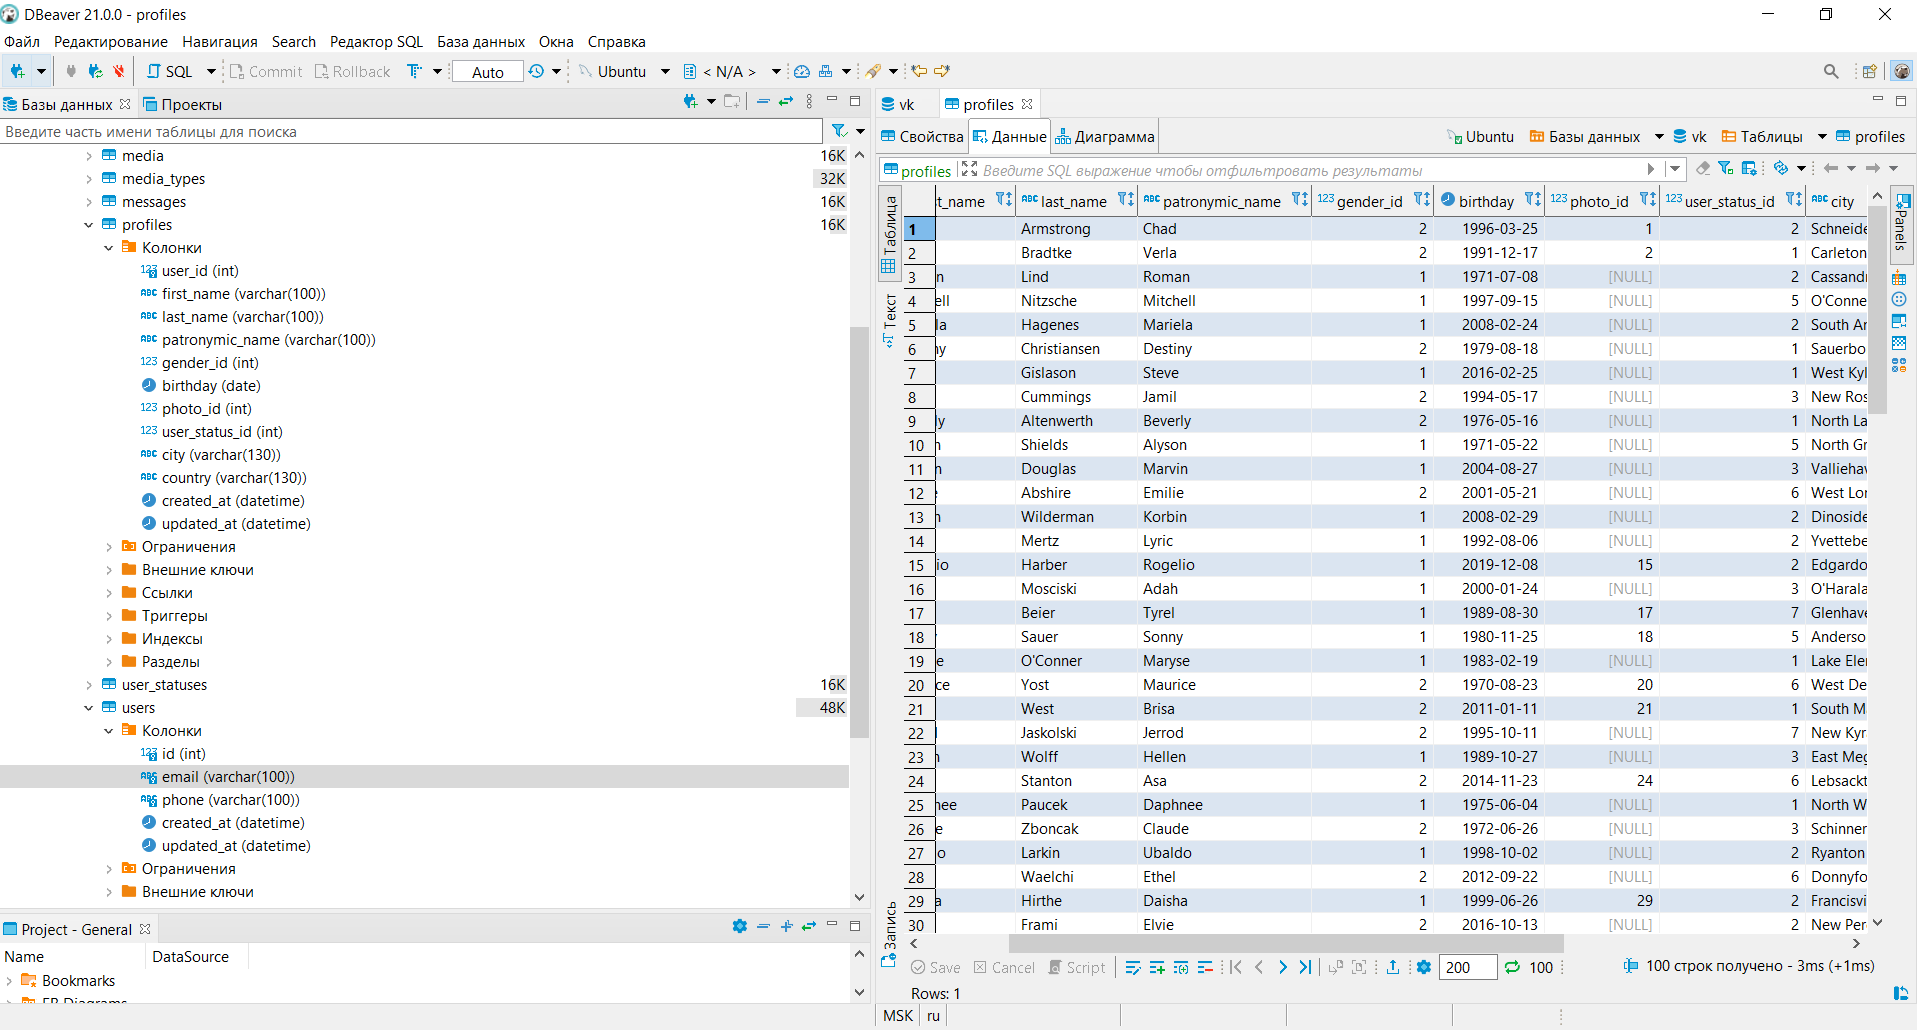 DBeaver 21.0.0 - profiles
Файл Редактирование Навигация Search Редактор SQL База данных Окна Справка
SQL Commit Rollback Auto Ubuntu < N/A >
Базы данных Проекты
Введите часть имени таблицы для поиска
media 16K
media_types 32K
messages 16K
profiles 16K
Колонки
123 user_id (int)
ABC first_name (varchar(100))
ABC last_name (varchar(100))
ABC patronymic_name (varchar(100))
123 gender_id (int)
birthday (date)
123 photo_id (int)
123 user_status_id (int)
ABC city (varchar(130))
ABC country (varchar(130))
created_at (datetime)
updated_at (datetime)
Ограничения
Внешние ключи
Ссылки
Триггеры
Индексы
Разделы
user_statuses 16K
users 48K
Колонки
123 id (int)
ABC email (varchar(100))
ABC phone (varchar(100))
created_at (datetime)
updated_at (datetime)
Ограничения
Внешние ключи
Project - General
Name DataSource
Bookmarks
ER Diagrams
vk profiles
Свойства Данные Диаграмма Ubuntu Базы данных vk Таблицы profiles
profiles Введите SQL выражение чтобы отфильтровать результаты
Таблица
Текст
Запись
Panels
t_name ABC last_name ABC patronymic_name 123 gender_id birthday 123 photo_id 123 user_status_id ABC city
1 Armstrong Chad 2 1996-03-25 1 2 Schneide
2 Bradtke Verla 2 1991-12-17 2 1 Carleton
3 n Lind Roman 1 1971-07-08 [NULL] 2 Cassandr
4 ell Nitzsche Mitchell 1 1997-09-15 [NULL] 5 O'Conne
5 la Hagenes Mariela 1 2008-02-24 [NULL] 2 South Ar
6 ny Christiansen Destiny 2 1979-08-18 [NULL] 1 Sauerbo
7 Gislason Steve 1 2016-02-25 [NULL] 1 West Kyl
8 Cummings Jamil 2 1994-05-17 [NULL] 3 New Ros
9 ly Altenwerth Beverly 2 1976-05-16 [NULL] 1 North La
10 n Shields Alyson 1 1971-05-22 [NULL] 5 North Gr
11 n Douglas Marvin 1 2004-08-27 [NULL] 3 Valliehav
12 Abshire Emilie 2 2001-05-21 [NULL] 6 West Lor
13 n Wilderman Korbin 1 2008-02-29 [NULL] 2 Dinoside
14 Mertz Lyric 1 1992-08-06 [NULL] 2 Yvettebe
15 io Harber Rogelio 1 2019-12-08 15 2 Edgardo
16 Mosciski Adah 1 2000-01-24 [NULL] 3 O'Harala
17 Beier Tyrel 1 1989-08-30 17 7 Glenhave
18 Sauer Sonny 1 1980-11-25 18 5 Anderso
19 e O'Conner Maryse 1 1983-02-19 [NULL] 1 Lake Eler
20 ce Yost Maurice 2 1970-08-23 20 6 West De
21 West Brisa 2 2011-01-11 21 1 South M
22 Jaskolski Jerrod 2 1995-10-11 [NULL] 7 New Kyr
23 n Wolff Hellen 1 1989-10-27 [NULL] 3 East Meg
24 Stanton Asa 2 2014-11-23 24 6 Lebsackt
25 nee Paucek Daphnee 1 1975-06-04 [NULL] 1 North W
26 e Zboncak Claude 2 1972-06-26 [NULL] 3 Schinner
27 o Larkin Ubaldo 1 1998-10-02 [NULL] 2 Ryanton
28 Waelchi Ethel 2 2012-09-22 [NULL] 6 Donnyfo
29 a Hirthe Daisha 1 1999-06-26 29 2 Francisvi
30 Frami Elvie 2 2016-10-13 [NULL] 2 New Per
Save Cancel Script 200 100 100 строк получено - 3ms (+1ms)
Rows: 1
MSK ru